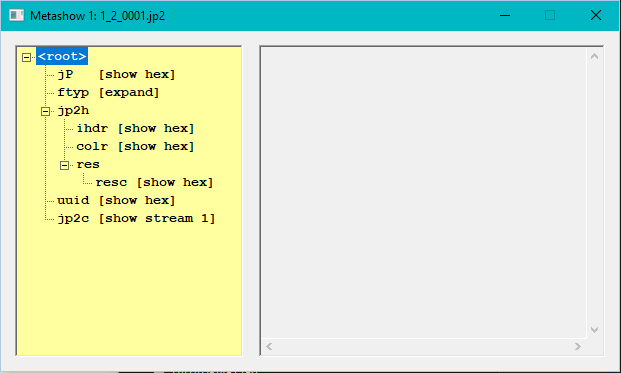 Metashow 1: 1_2_0001.jp2
<root>
jP [show hex]
ftyp [expand]
jp2h
ihdr [show hex]
colr [show hex]
res
resc [show hex]
uuid [show hex]
jp2c [show stream 1]